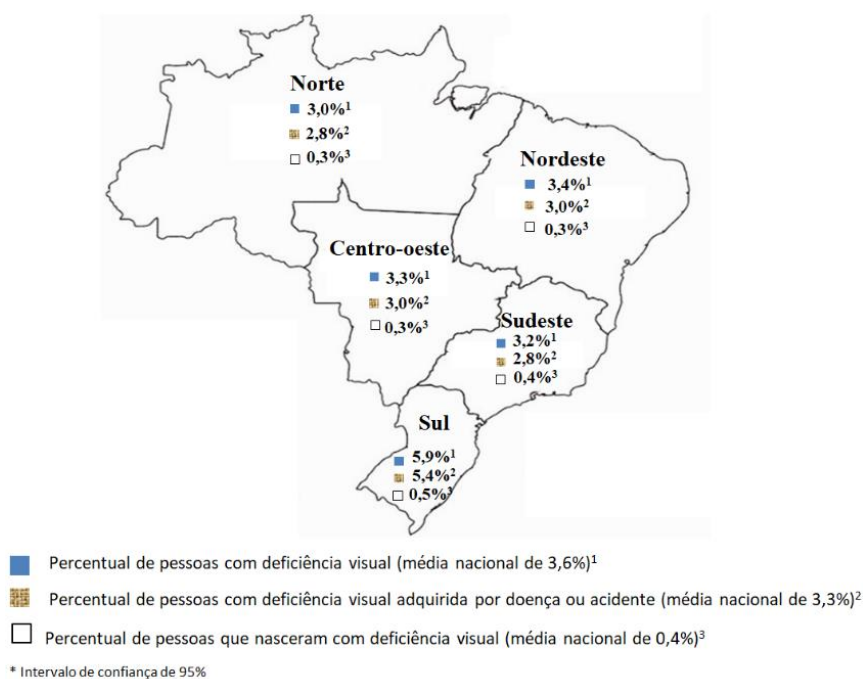 Norte
3,0%¹
2,8%²
0,3%³
Nordeste
3,4%¹
3,0%²
0,3%³
Centro-oeste
3,3%¹
3,0%²
0,3%³
Sudeste
3,2%¹
2,8%²
0,4%³
Sul
5,9%¹
5,4%²
0,5%³
Percentual de pessoas com deficiência visual (média nacional de 3,6%)¹
Percentual de pessoas com deficiência visual adquirida por doença ou acidente (média nacional de 3,3%)²
Percentual de pessoas que nasceram com deficiência visual (média nacional de 0,4%)³
* Intervalo de confiança de 95%